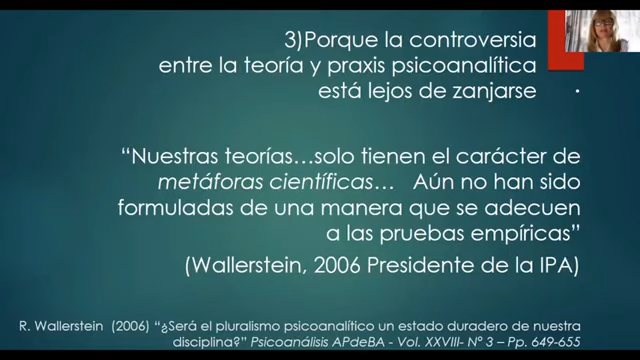 3)Porque la controversia
entre la teoría y praxis psicoanalítica
está lejos de zanjarse
“Nuestras teorías…solo tienen el carácter de
metáforas científicas… Aún no han sido
formuladas de una manera que se adecuen
a las pruebas empíricas”
(Wallerstein, 2006 Presidente de la IPA)
R. Wallerstein (2006) “¿Será el pluralismo psicoanalítico un estado duradero de nuestra
disciplina?” Psicoanálisis APdeBA - Vol. XXVIII- Nº 3 – Pp. 649-655